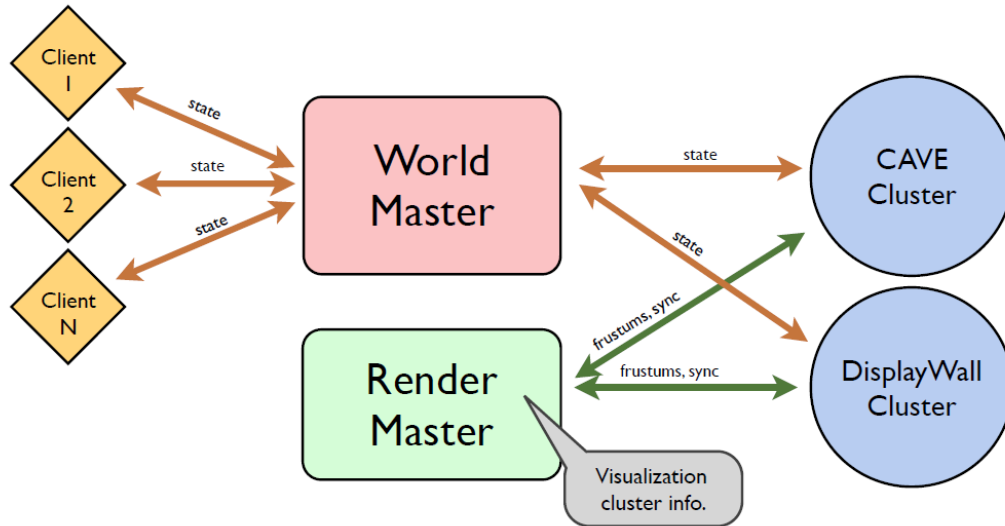 Client
1
state
Client
2
state
Client
N
state
World
Master
state
state
CAVE
Cluster
Render
Master
frustums, sync
frustums, sync
DisplayWall
Cluster
Visualization
cluster info.